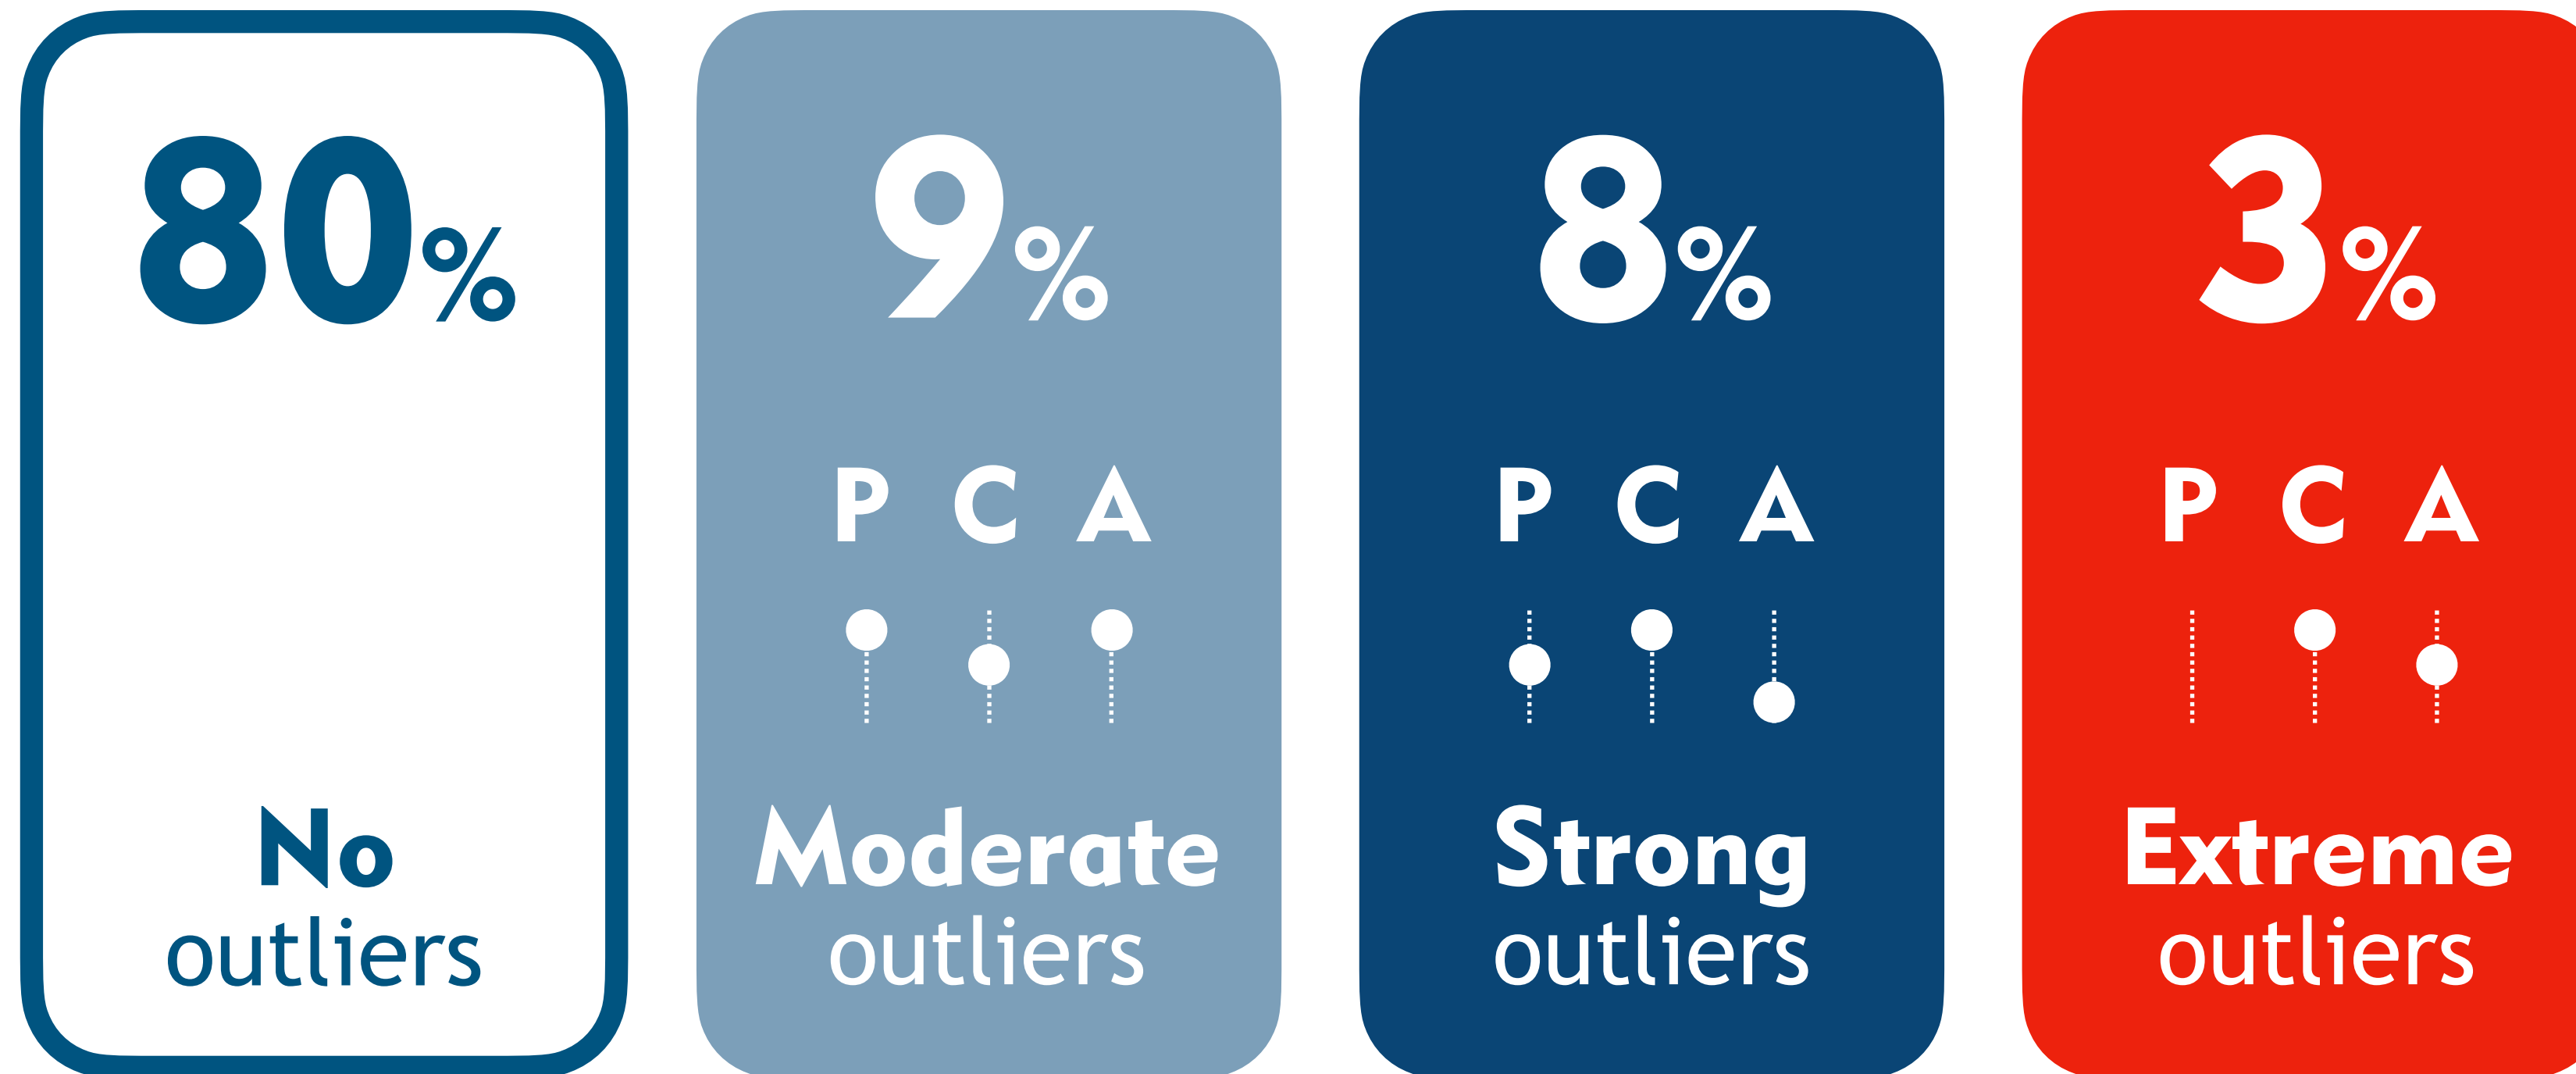 80%
No
outliers
9%
P C A
Moderate
outliers
8%
P C A
Strong
outliers
3%
P C A
Extreme
outliers